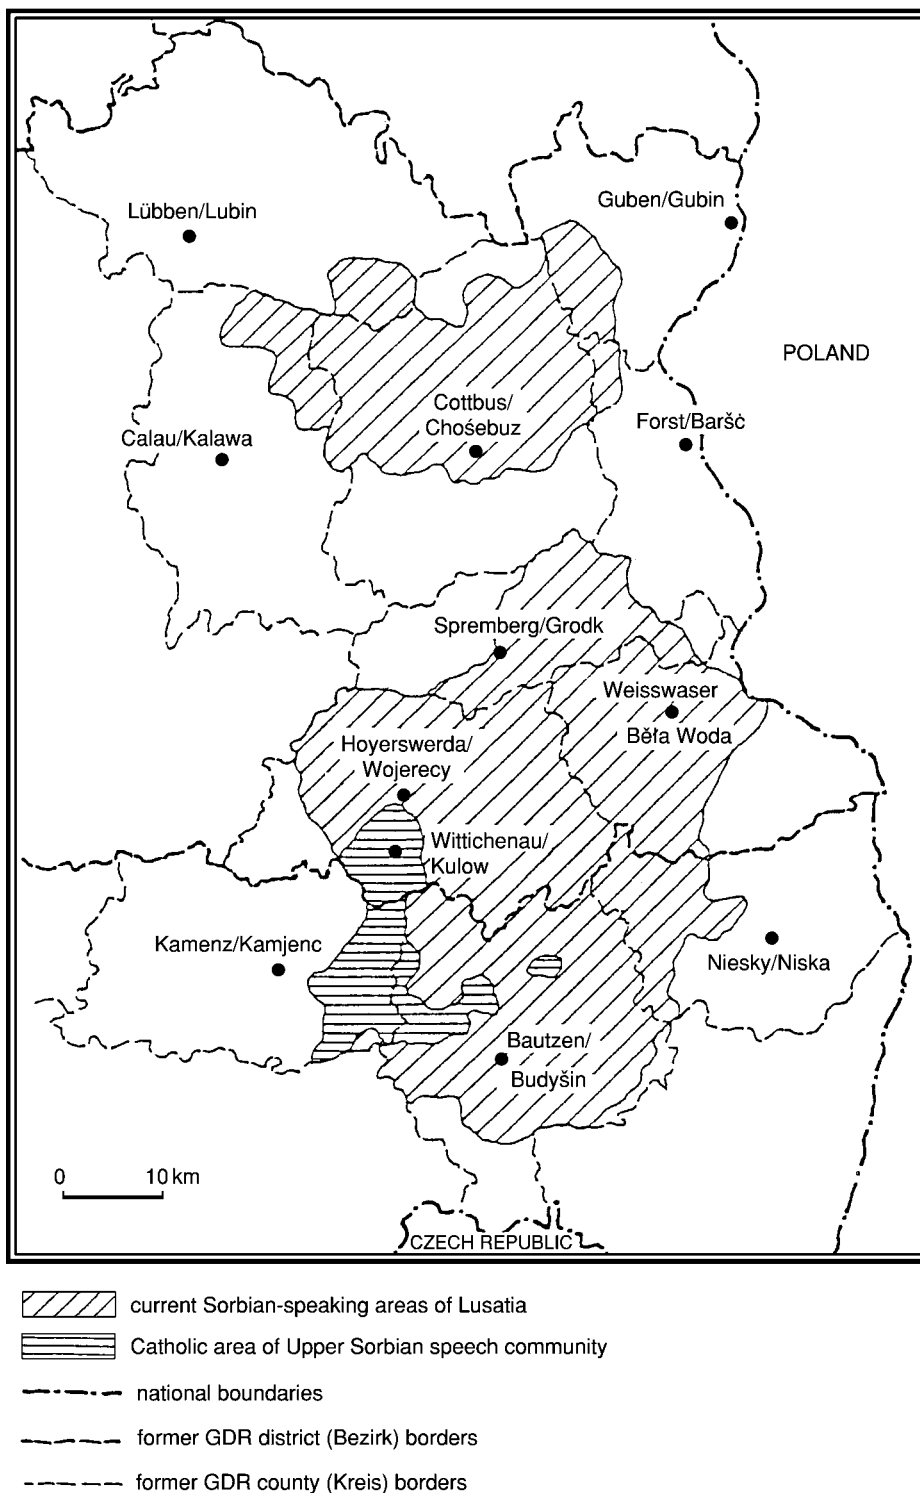 Lübben/Lubin
Guben/Gubin
POLAND
Cottbus/
Chośebuz
Forst/Baršć
Calau/Kalawa
Spremberg/Grodk
Weisswaser
Běła Woda
Hoyerswerda/
Wojerecy
Wittichenau/
Kulow
Kamenz/Kamjenc
Niesky/Niska
Bautzen/
Budyšin
0 10 km
CZECH REPUBLIC
current Sorbian-speaking areas of Lusatia
Catholic area of Upper Sorbian speech community
national boundaries
former GDR district (Bezirk) borders
former GDR county (Kreis) borders